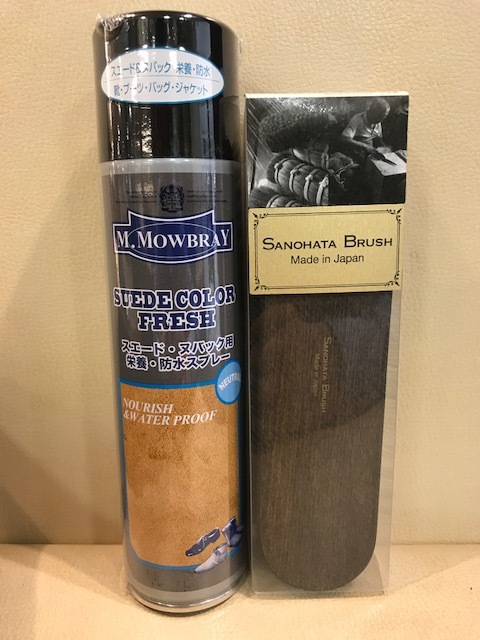 スエード&ヌバック・栄養・防水
靴・ブーツ・バッグ・ジャケット
M. MOWBRAY
SUEDE COLOR
FRESH
スエード・ヌバック用
栄養・防水スプレー
NEUTRAL
NOURISH
& WATER PROOF
SANOHATA BRUSH
Made in Japan
SANOHATA BRUSH
Made in Japan